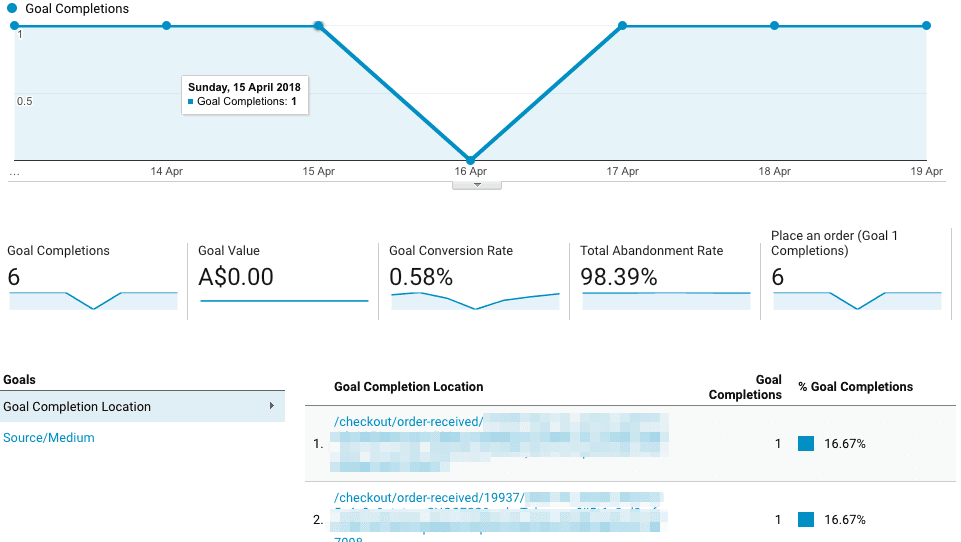 Goal Completions
1
Sunday, 15 April 2018
Goal Completions: 1
0.5
... 14 Apr 15 Apr 16 Apr 17 Apr 18 Apr 19 Apr
Goal Completions
6
Goal Value
A$0.00
Goal Conversion Rate
0.58%
Total Abandonment Rate
98.39%
Place an order (Goal 1
Completions)
6
Goals
Goal Completion Location
Source/Medium
Goal Completion Location
Goal
Completions
% Goal Completions
/checkout/order-received/
1. 1 16.67%
/checkout/order-received/19937/
2. 1 16.67%